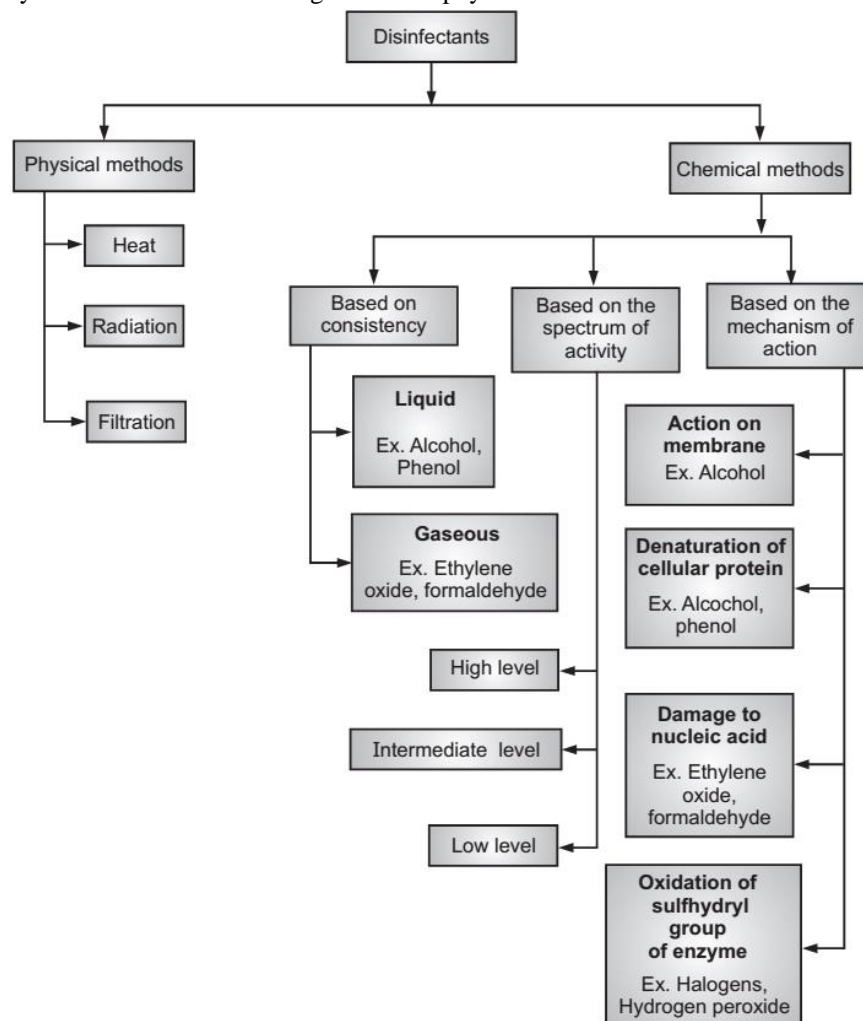 Disinfectants
Physical methods
Chemical methods
Heat
Radiation
Filtration
Based on
consistency
Based on the
spectrum of
activity
Based on the
mechanism of
action
Liquid
Ex. Alcohol,
Phenol
Gaseous
Ex. Ethylene
oxide, formaldehyde
High level
Intermediate level
Low level
Action on
membrane
Ex. Alcohol
Denaturation of
cellular protein
Ex. Alcochol,
phenol
Damage to
nucleic acid
Ex. Ethylene
oxide,
formaldehyde
Oxidation of
sulfhydryl
group
of enzyme
Ex. Halogens,
Hydrogen peroxide